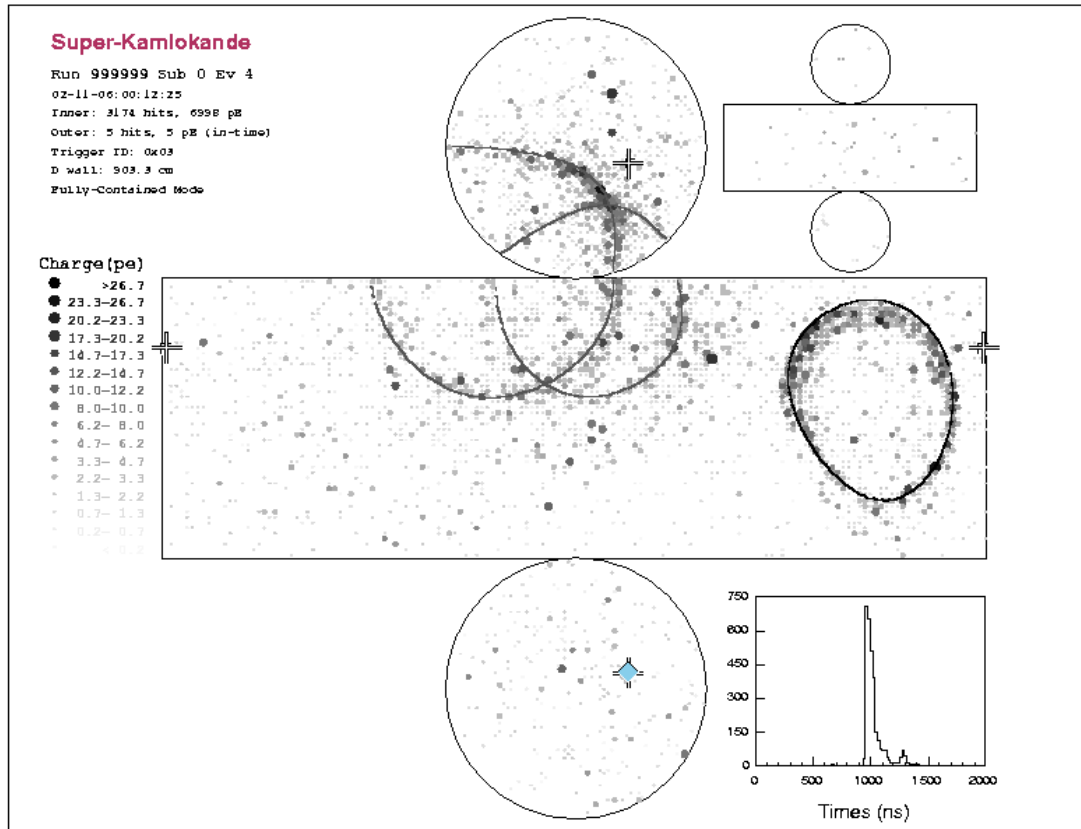 Super-Kamlokande
Run 999999 Sub 0 Ev 4
02-11-06:00:12:25
Inner: 3174 hits, 6998 pE
Outer: 5 hits, 5 pE (in-time)
Trigger ID: 0x03
D wall: 903.3 cm
Fully-Contained Mode
Charge(pe)
>26.7
23.3-26.7
20.2-23.3
17.3-20.2
14.7-17.3
12.2-14.7
10.0-12.2
8.0-10.0
6.2- 8.0
4.7- 6.2
3.3- 4.7
2.2- 3.3
1.3- 2.2
0.7- 1.3
0.2- 0.7
< 0.2
750
600
450
300
150
0
0 500 1000 1500 2000
Times (ns)